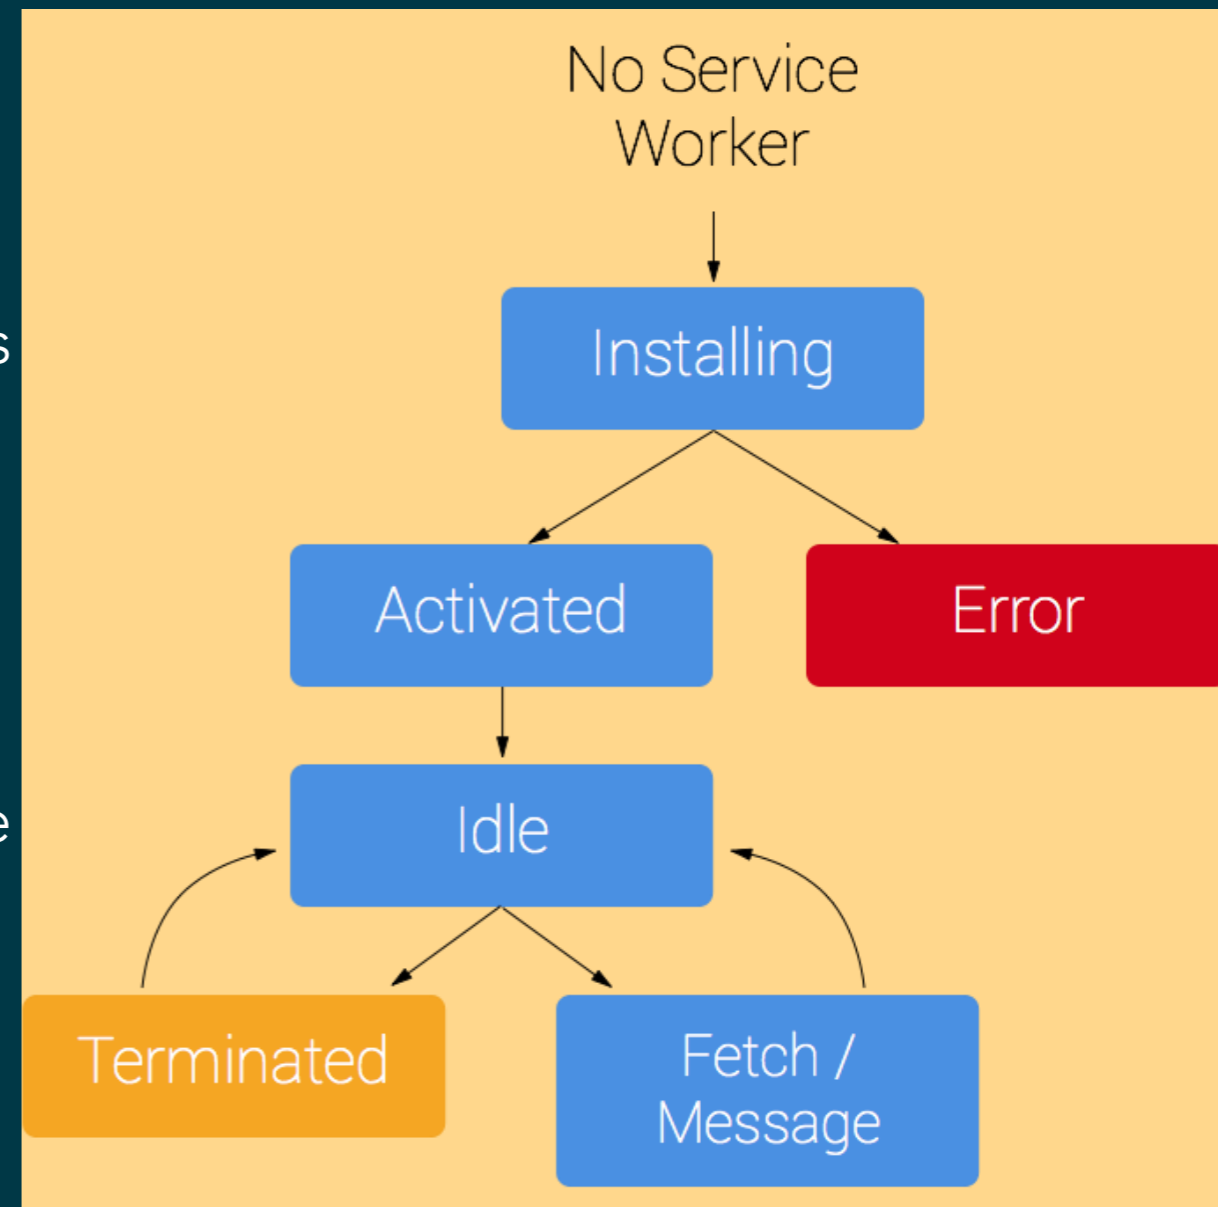 No Service
Worker
Installing
s
Activated
Error
e
Idle
Terminated
Fetch /
Message